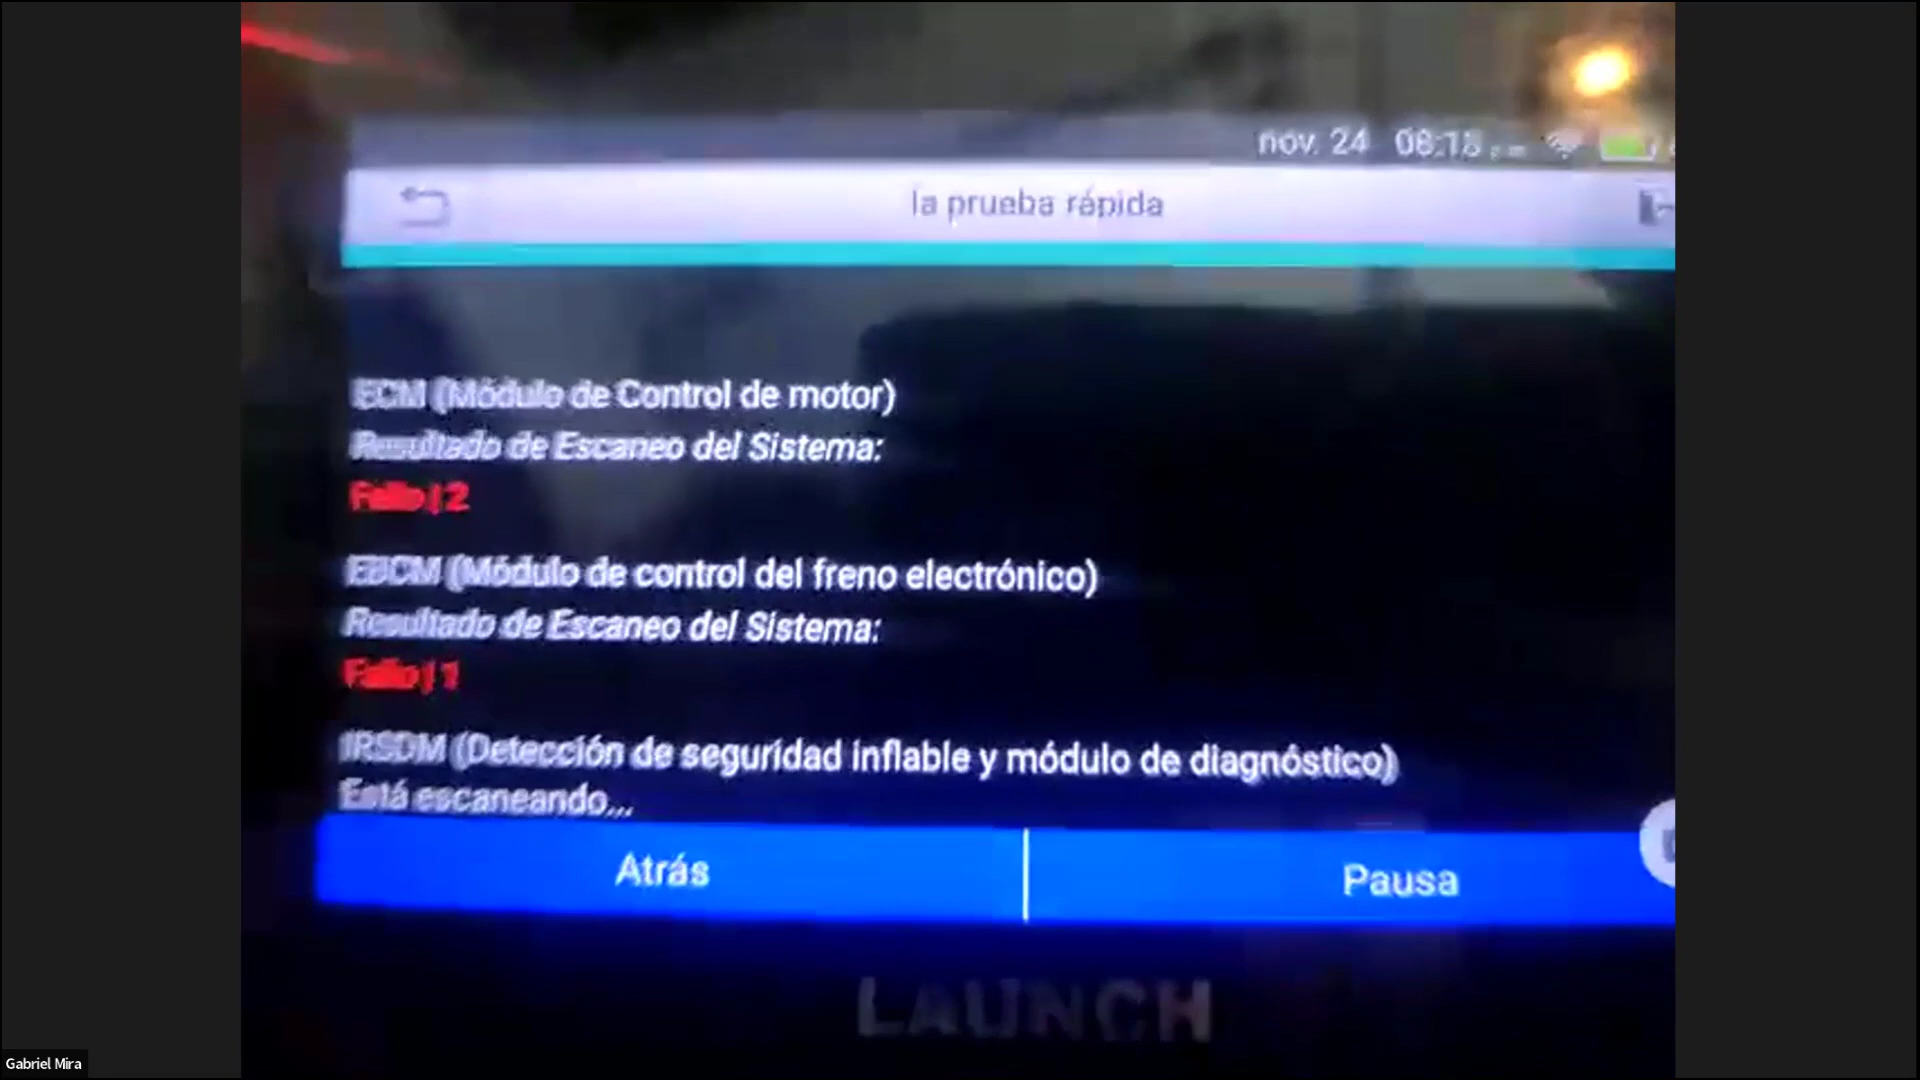 nov. 24 08:18
la prueba rápida
ECM (Módulo de Control de motor)
Resultado de Escaneo del Sistema:
Fallo | 2
EBCM (Módulo de control del freno electrónico)
Resultado de Escaneo del Sistema:
Fallo | 1
IRSDM (Detección de seguridad inflable y módulo de diagnóstico)
Está escaneando...
Atrás
Pausa
LAUNCH
Gabriel Mira